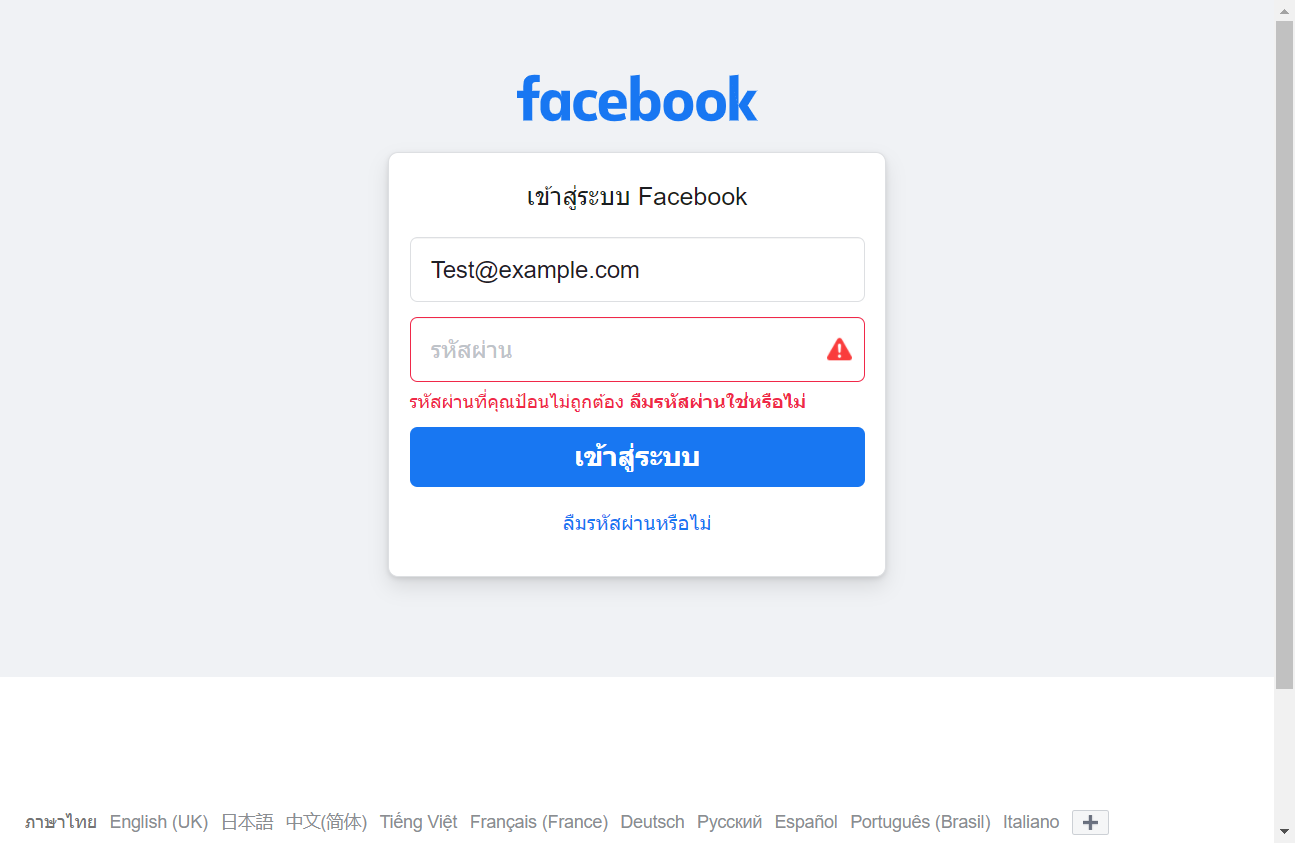 facebook
เข้าสู่ระบบ Facebook
Test@example.com
รหัสผ่าน
รหัสผ่านที่คุณป้อนไม่ถูกต้อง ลืมรหัสผ่านใช่หรือไม่
เข้าสู่ระบบ
ลืมรหัสผ่านหรือไม่
ภาษาไทย English (UK) 日本語 中文(简体) Tiếng Việt Français (France) Deutsch Русский Español Português (Brasil) Italiano